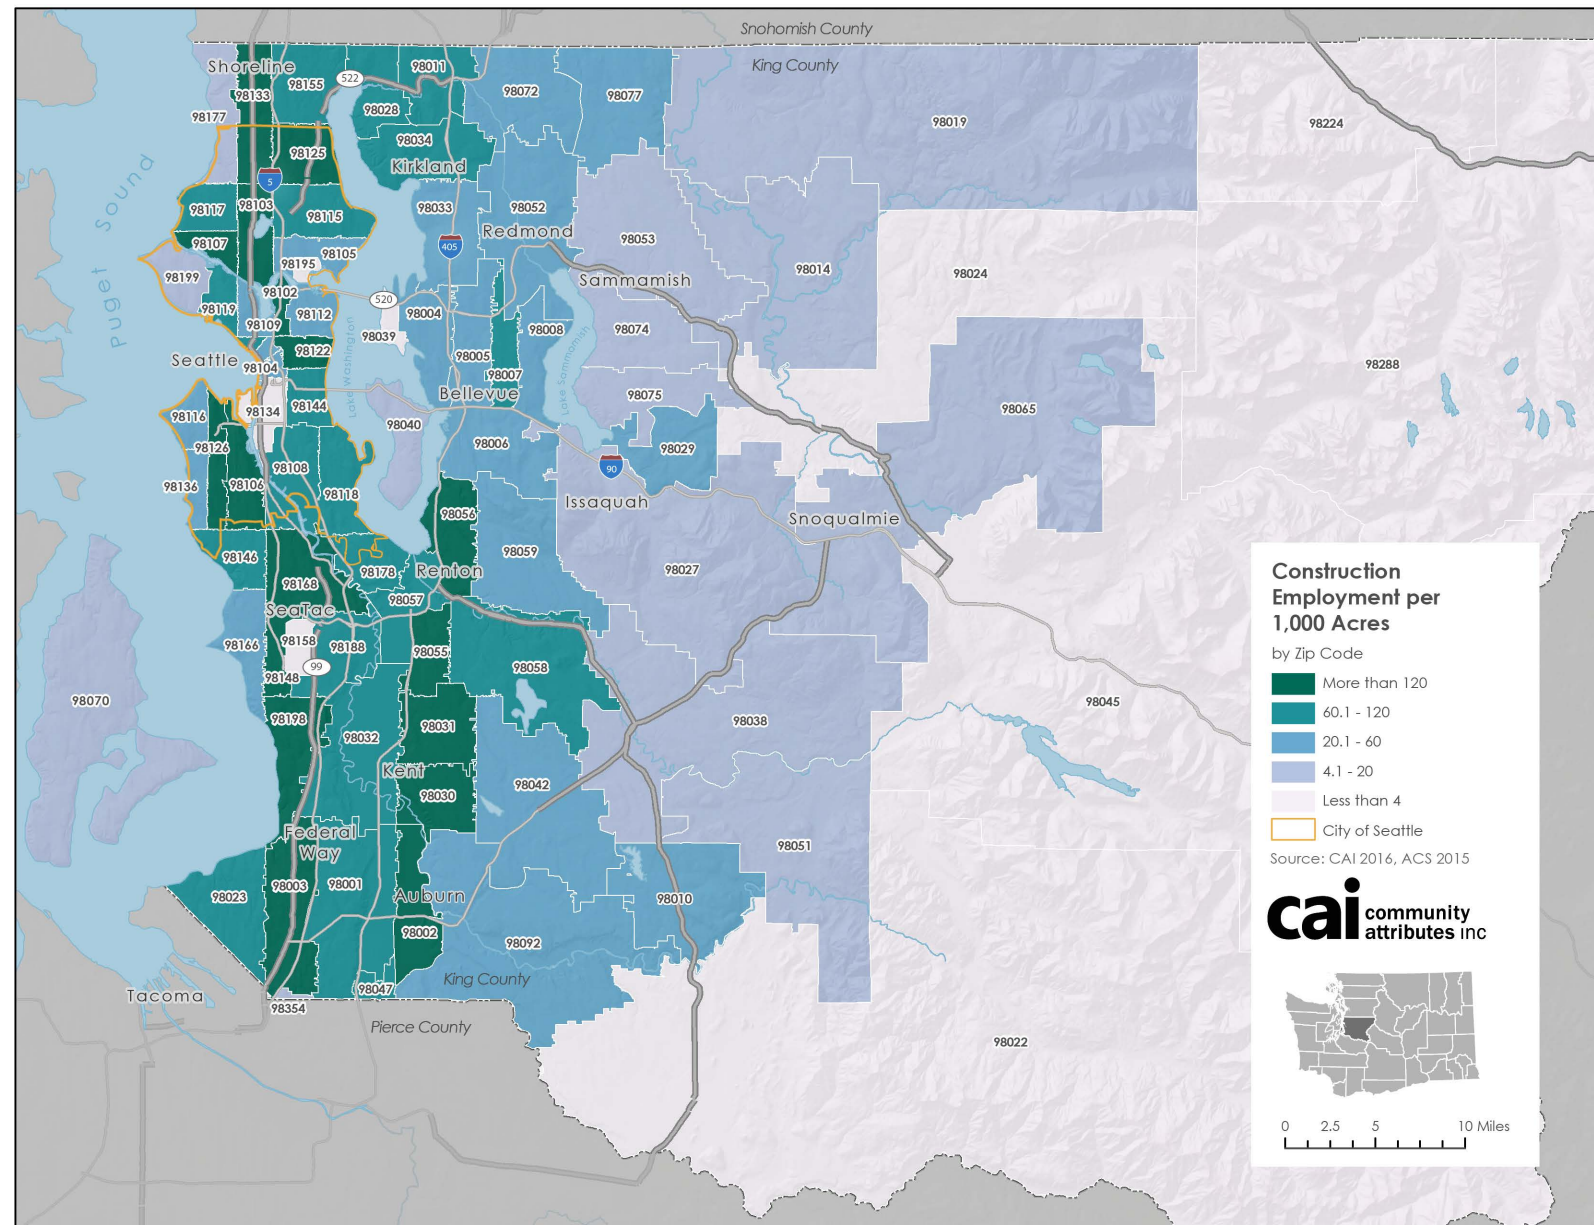 Snohomish County
King County
Shoreline
98133
98155
522
98011
98072
98077
98177
98028
98019
98224
98034
98125
Kirkland
5
98117
98103
98115
98033
98052
Redmond
98107
98105
405
98053
98195
98199
Sammamish
98014
98024
98102
98119
98112
520
98004
98109
98039
98008
98074
Puget Sound
Seattle
98122
Lake Washington
98005
Lake Sammamish
98104
98007
98288
Bellevue
98075
98144
98134
98116
98040
98065
98126
98006
98029
98108
90
98136
98106
98118
Issaquah
98056
Snoqualmie
98146
98059
98178
98168
Renton
98027
98057
SeaTac
98158
98166
98188
98055
99
98058
98148
98070
98198
98031
98038
98045
98032
Kent
98042
98030
Federal
Way
98051
98003
98001
98023
Auburn
98010
98002
98092
King County
98047
Tacoma
98354
Pierce County
98022
Construction
Employment per
1,000 Acres
by Zip Code
More than 120
60.1 - 120
20.1 - 60
4.1 - 20
Less than 4
City of Seattle
Source: CAI 2016, ACS 2015
cai community
attributes inc
0 2.5 5 10 Miles